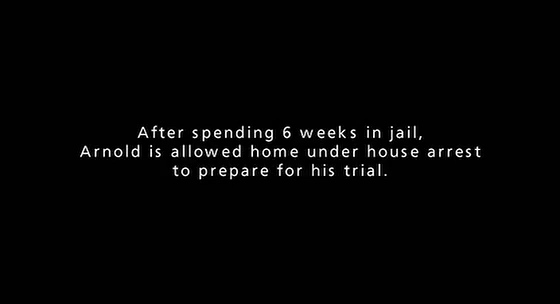 After spending 6 weeks in jail,
Arnold is allowed home under house arrest
to prepare for his trial.